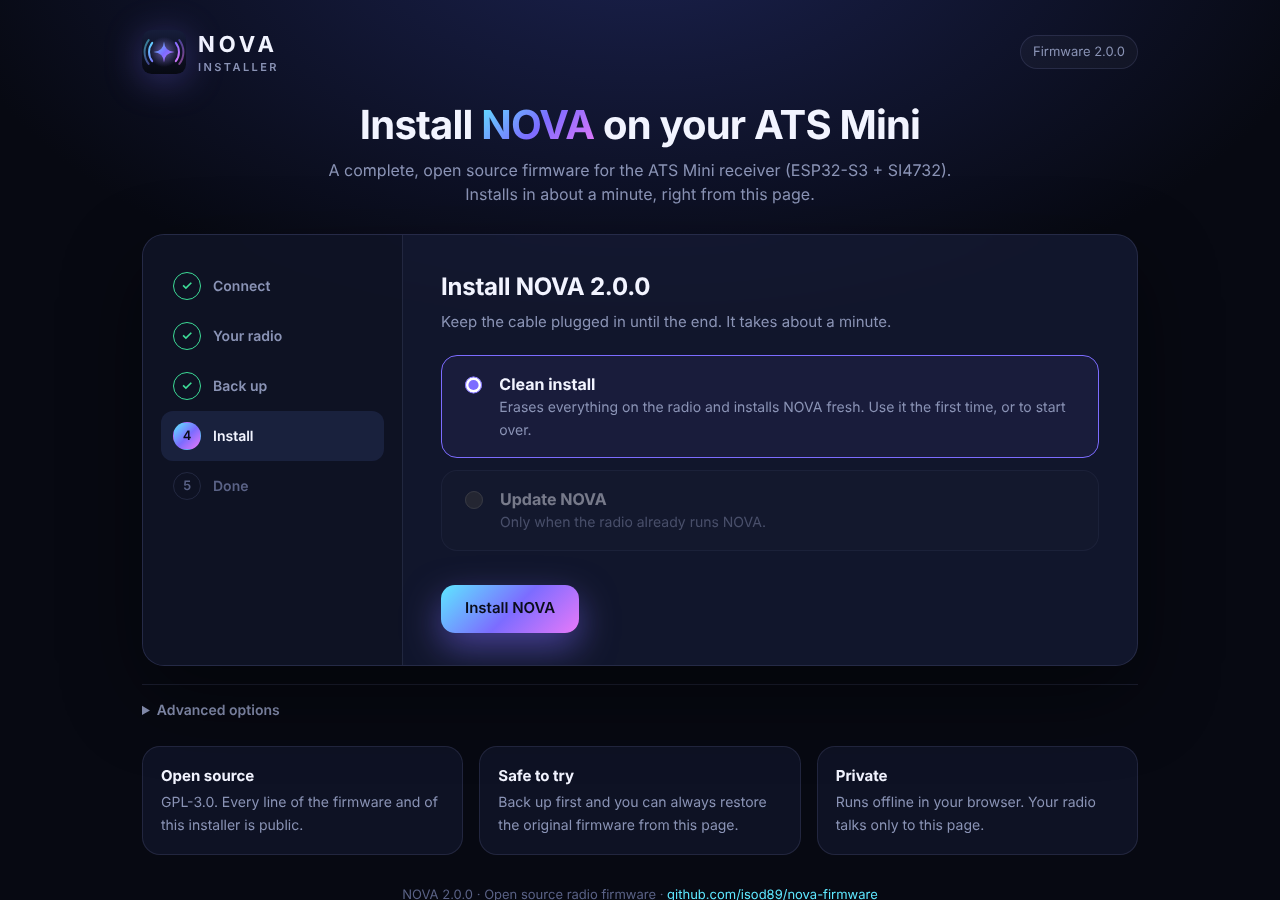 NOVA
INSTALLER
Firmware 2.0.0
Install NOVA on your ATS Mini
A complete, open source firmware for the ATS Mini receiver (ESP32-S3 + SI4732).
Installs in about a minute, right from this page.
Connect
Your radio
Back up
4 Install
5 Done
Install NOVA 2.0.0
Keep the cable plugged in until the end. It takes about a minute.
Clean install
Erases everything on the radio and installs NOVA fresh. Use it the first time, or to start
over.
Update NOVA
Only when the radio already runs NOVA.
Install NOVA
Advanced options
Open source
GPL-3.0. Every line of the firmware and of
this installer is public.
Safe to try
Back up first and you can always restore
the original firmware from this page.
Private
Runs offline in your browser. Your radio
talks only to this page.
NOVA 2.0.0 · Open source radio firmware · github.com/isod89/nova-firmware